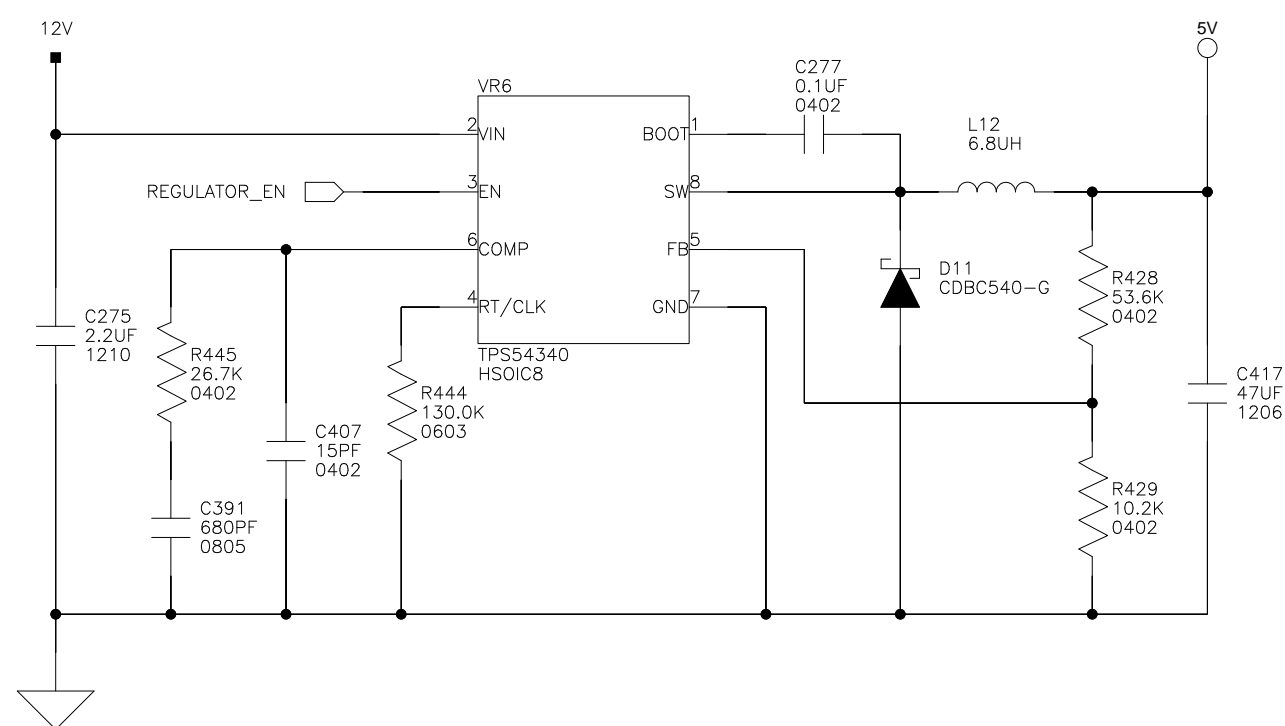 12V
5V
VR6
C277
0.1UF
0402
L12
6.8UH
2
VIN
BOOT
1
REGULATOR_EN
3
EN
SW
8
6
COMP
FB
5
4
RT/CLK
GND
7
TPS54340
HSOIC8
D11
CDBC540-G
R428
53.6K
0402
C275
2.2UF
1210
R445
26.7K
0402
R444
130.0K
0603
C417
47UF
1206
C407
15PF
0402
C391
680PF
0805
R429
10.2K
0402